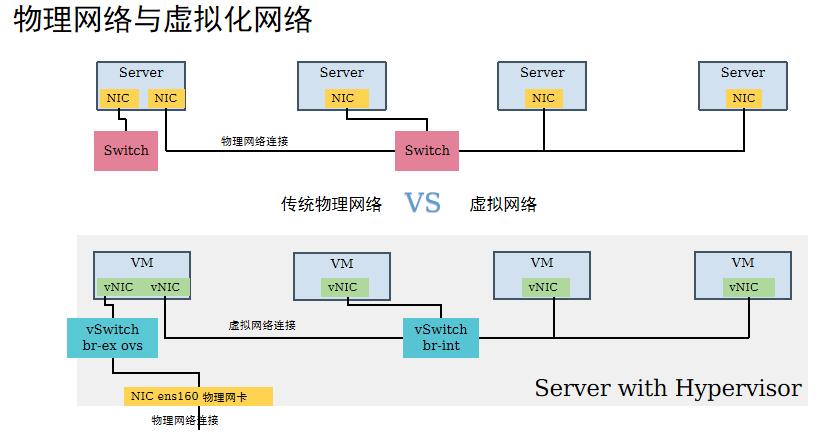 物理网络与虚拟化网络
Server
Server
Server
Server
NIC
NIC
NIC
NIC
NIC
Switch
物理网络连接
Switch
传统物理网络
VS
虚拟网络
VM
VM
VM
VM
vNIC
vNIC
vNIC
vNIC
vNIC
vSwitch
br-ex ovs
虚拟网络连接
vSwitch
br-int
NIC ens160 物理网卡
Server with Hypervisor
物理网络连接